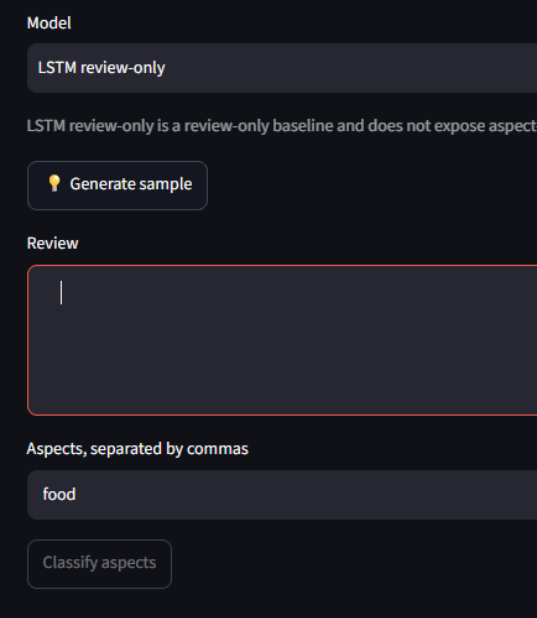 Model
LSTM review-only
LSTM review-only is a review-only baseline and does not expose aspect
💡 Generate sample
Review
Aspects, separated by commas
food
Classify aspects